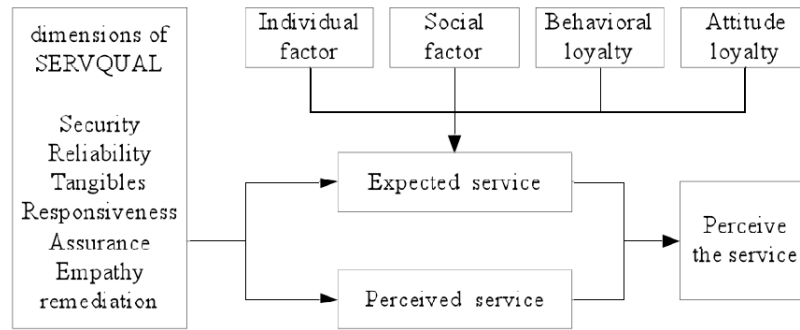 dimensions of
SERVQUAL
Security
Reliability
Tangibles
Responsiveness
Assurance
Empathy
remediation
Individual
factor
Social
factor
Behavioral
loyalty
Attitude
loyalty
Expected service
Perceived service
Perceive
the service